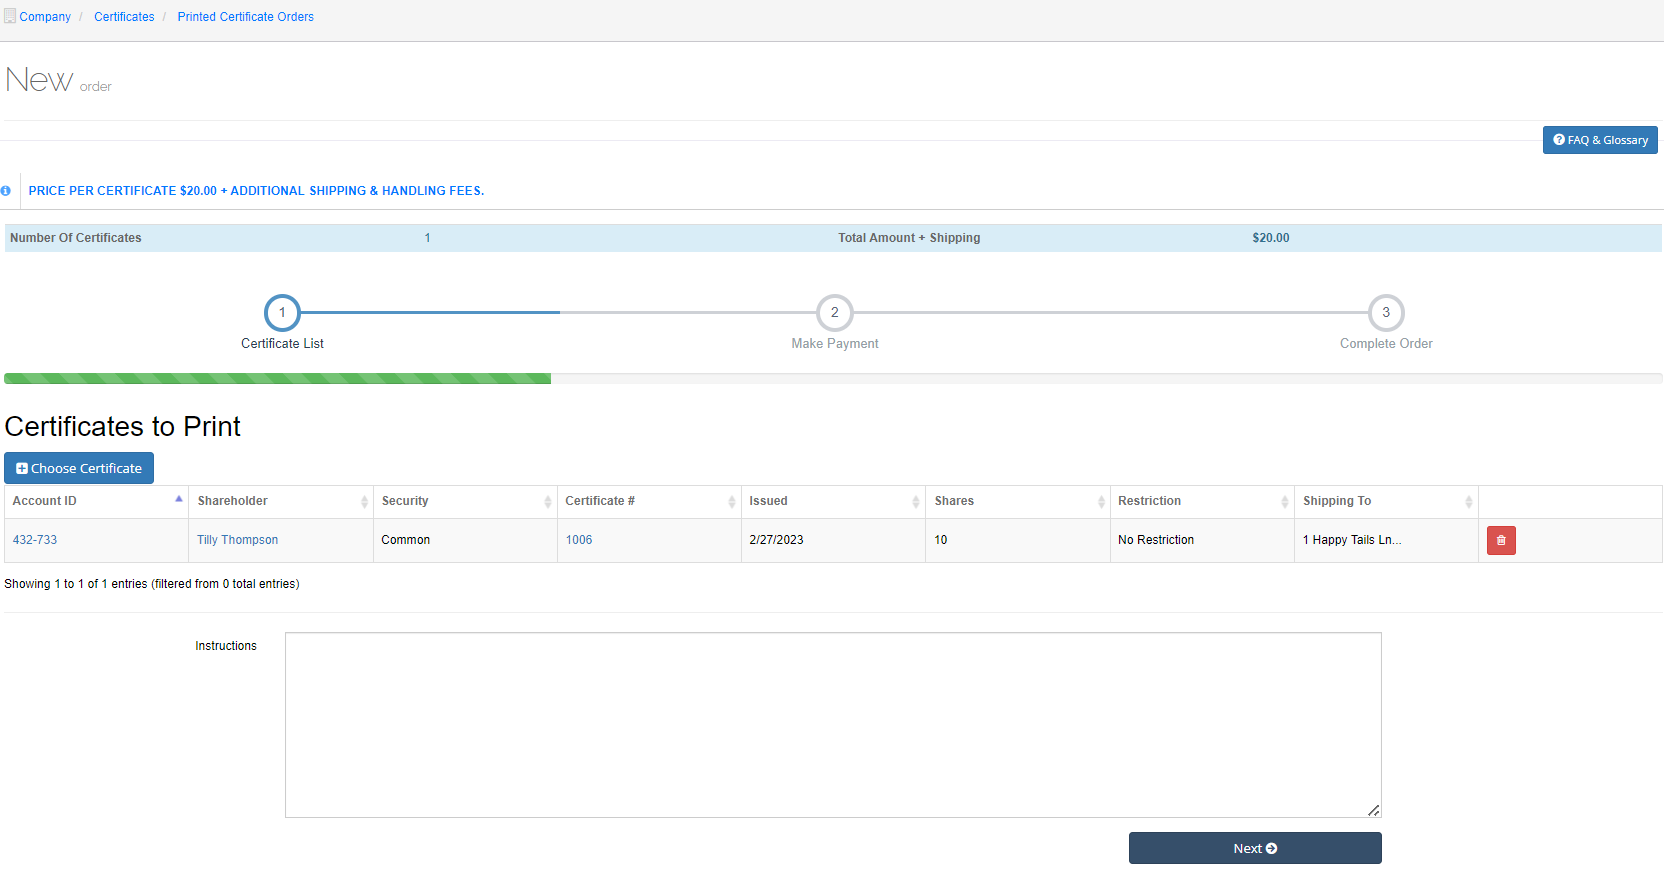 Company / Certificates / Printed Certificate Orders
New order
FAQ & Glossary
PRICE PER CERTIFICATE $20.00 + ADDITIONAL SHIPPING & HANDLING FEES.
Number Of Certificates 1 Total Amount + Shipping $20.00
1 2 3
Certificate List Make Payment Complete Order
Certificates to Print
Choose Certificate
Account ID Shareholder Security Certificate # Issued Shares Restriction Shipping To
432-733 Tilly Thompson Common 1006 2/27/2023 10 No Restriction 1 Happy Tails Ln...
Showing 1 to 1 of 1 entries (filtered from 0 total entries)
Instructions
Next